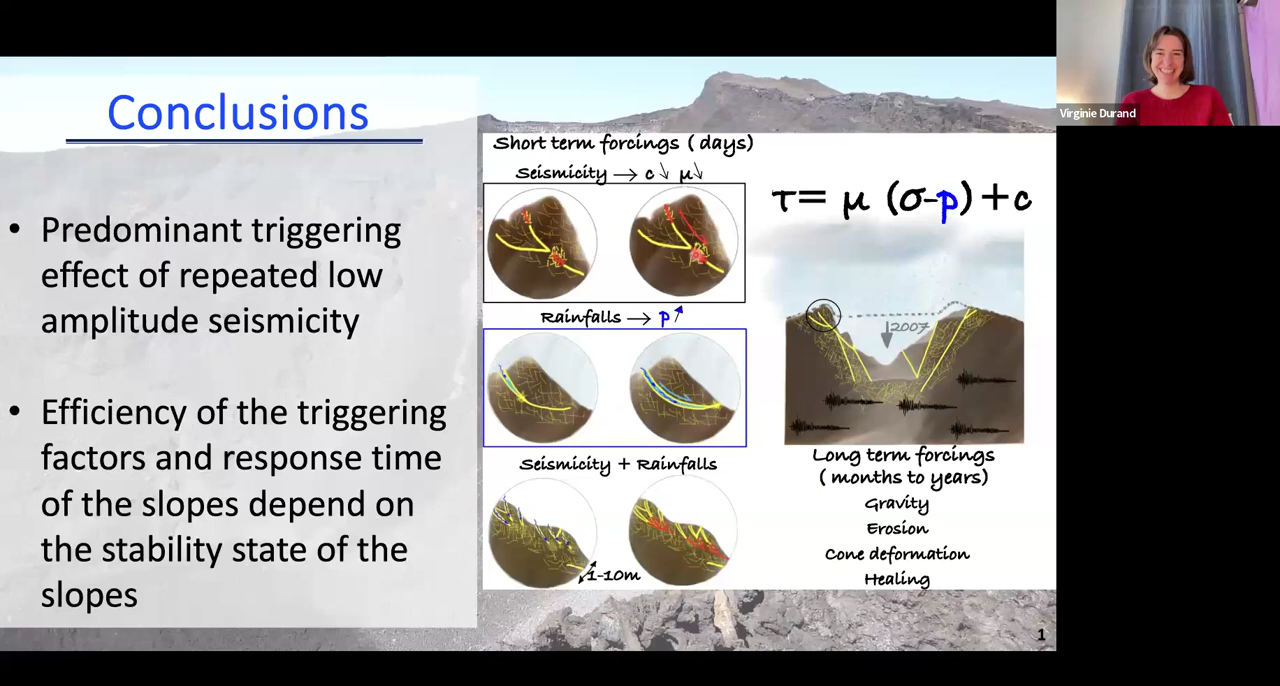 Conclusions
• Predominant triggering
effect of repeated low
amplitude seismicity
• Efficiency of the triggering
factors and response time
of the slopes depend on
the stability state of the
slopes
Short term forcings (days)
Seismicity → c ↘ μ ↘
Rainfalls → p ↗
Seismicity + Rainfalls
1-10m
τ= μ (σ-p)+c
2007
Long term forcings
(months to years)
Gravity
Erosion
Cone deformation
Healing
1
Virginie Durand